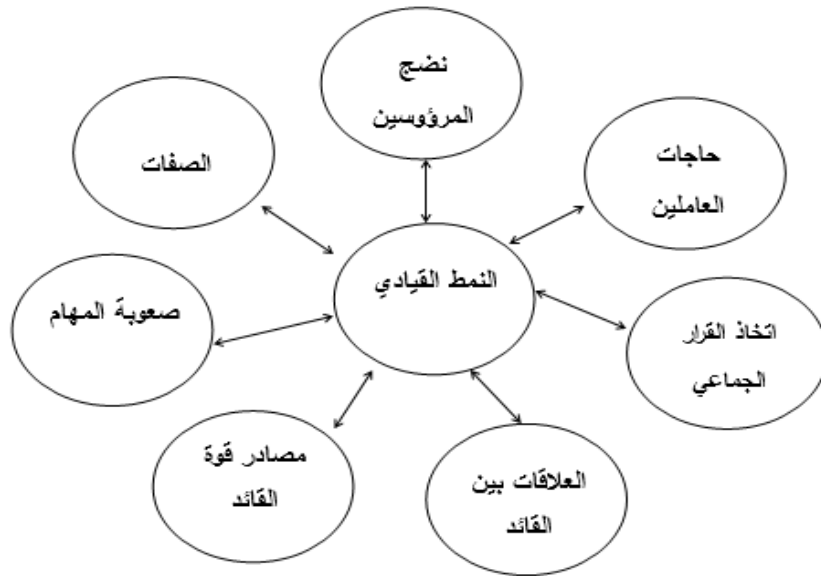 نضج
المرؤوسين
حاجات
العاملين
الصفات
النمط القيادي
صعوبة المهام
اتخاذ القرار
الجماعي
مصادر قوة
القائد
العلاقات بين
القائد